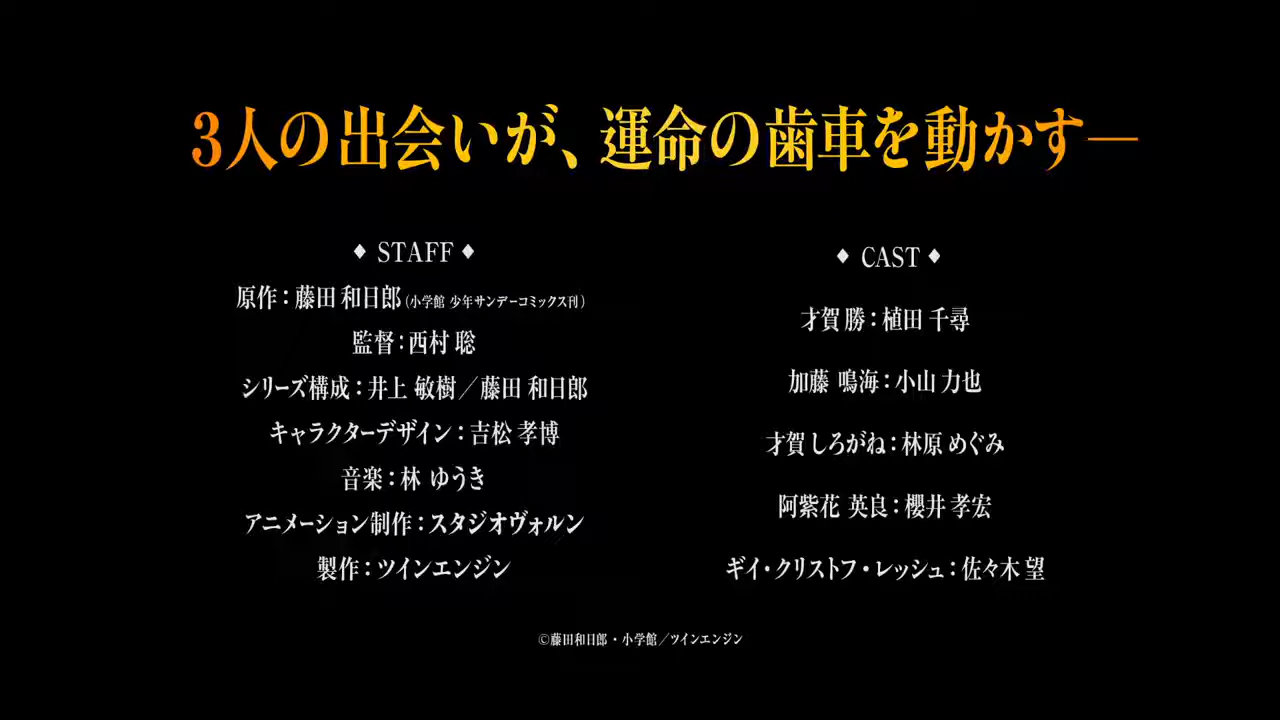 3人の出会いが、運命の歯車を動かす—
◆ STAFF ◆
原作：藤田 和日郎（小学館 少年サンデーコミックス刊）
監督：西村 聡
シリーズ構成：井上 敏樹／藤田 和日郎
キャラクターデザイン：吉松 孝博
音楽：林 ゆうき
アニメーション制作：スタジオヴォルン
製作：ツインエンジン
◆ CAST ◆
才賀 勝：植田 千尋
加藤 鳴海：小山 力也
才賀 しろがね：林原 めぐみ
阿紫花 英良：櫻井 孝宏
ギイ・クリストフ・レッシュ：佐々木 望
©藤田和日郎・小学館／ツインエンジン